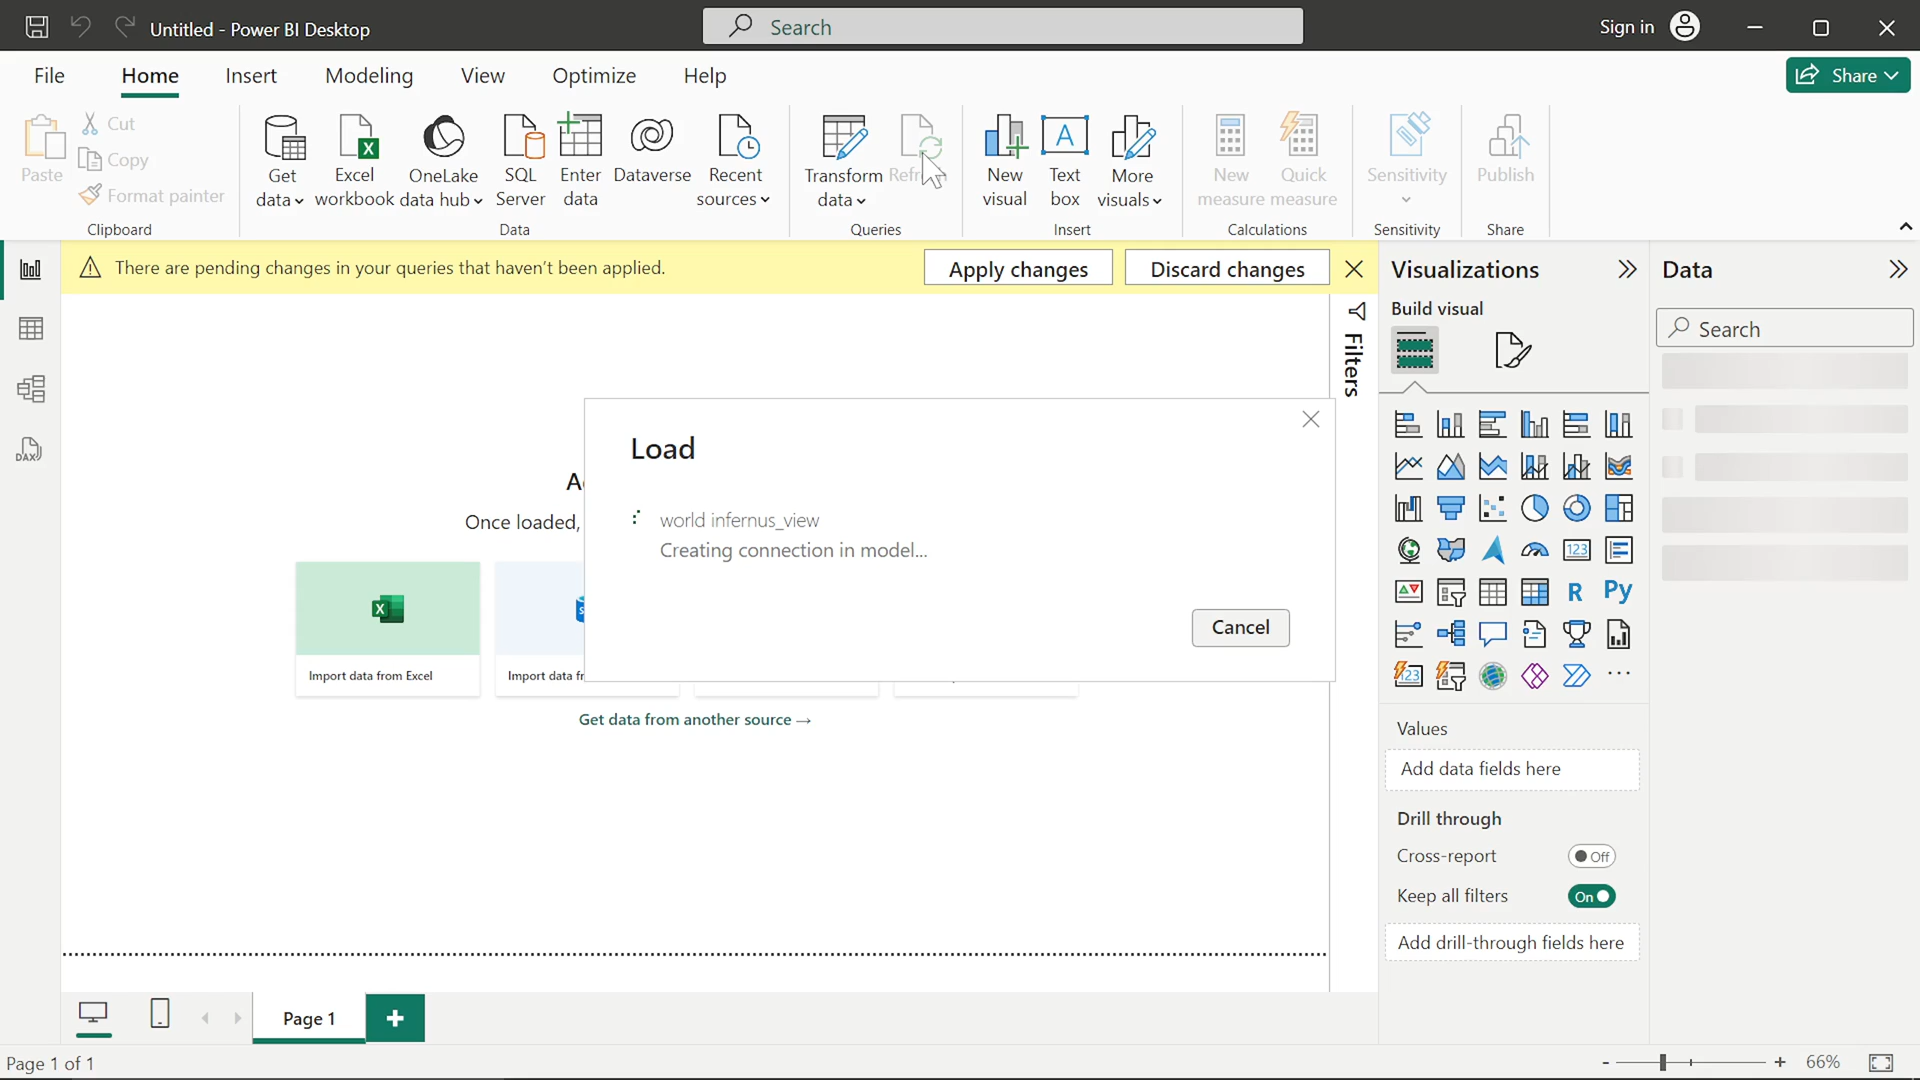 Untitled - Power BI Desktop
Search
Sign in
File
Home
Insert
Modeling
View
Optimize
Help
Share
Paste
Cut
Copy
Format painter
Clipboard
Get data
Excel workbook
OneLake data hub
SQL Server
Enter data
Dataverse
Recent sources
Data
Transform data
Queries
New visual
Text box
More visuals
Insert
New measure
Quick measure
Calculations
Sensitivity
Sensitivity
Publish
Share
There are pending changes in your queries that haven't been applied.
Apply changes
Discard changes
Filters
Visualizations
Build visual
Data
Search
DAX
Load
world infernus_view
Creating connection in model...
Cancel
Once loaded,
Import data from Excel
Get data from another source →
123
R
Py
123
Values
Add data fields here
Drill through
Cross-report
Off
Keep all filters
On
Add drill-through fields here
Page 1
Page 1 of 1
- + 66%